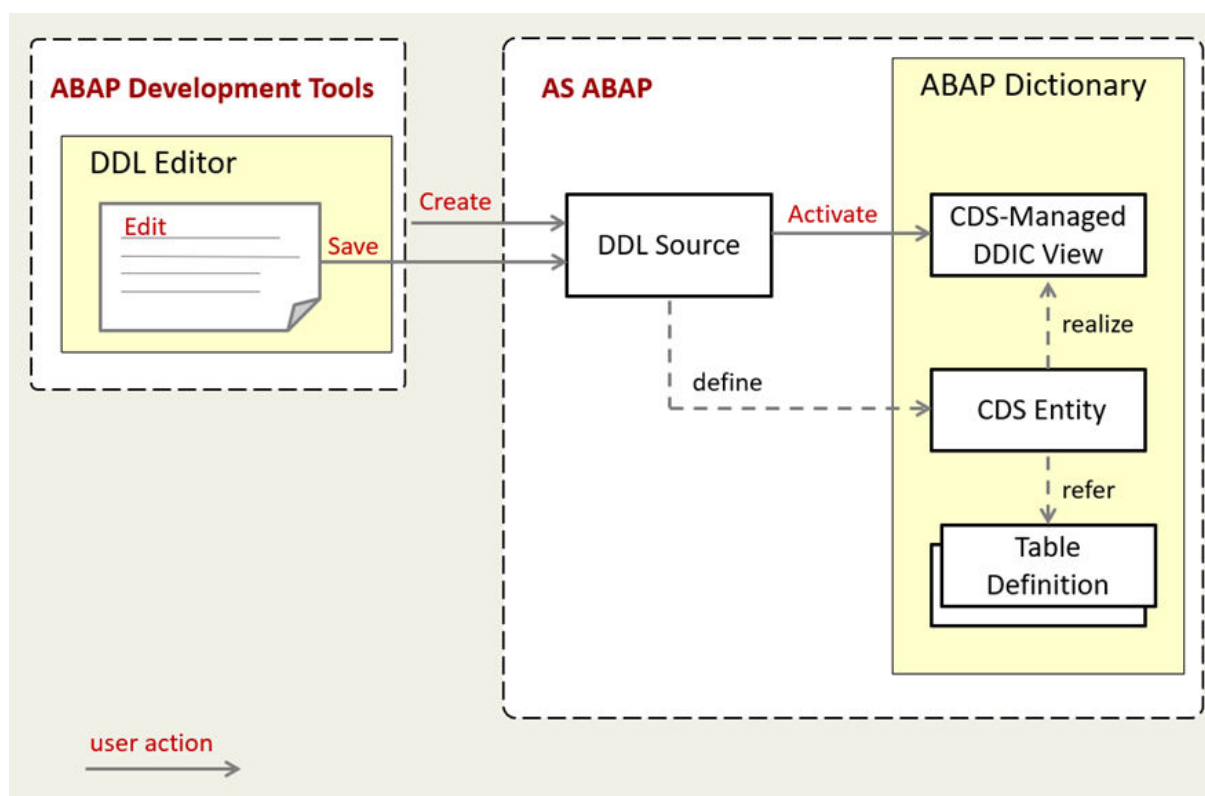 ABAP Development Tools
DDL Editor
Edit
Save
Create
AS ABAP
DDL Source
Activate
define
ABAP Dictionary
CDS-Managed
DDIC View
realize
CDS Entity
refer
Table
Definition
user action